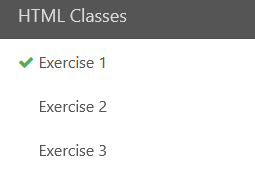 HTML Classes
Exercise 1
Exercise 2
Exercise 3